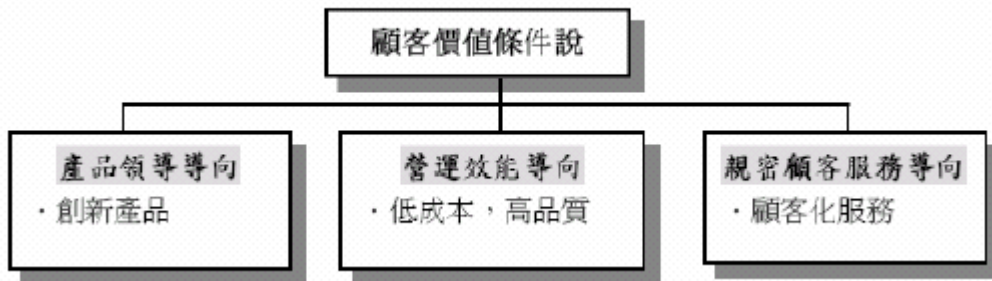 顧客價值條件說
產品領導導向
・創新產品
營運效能導向
・低成本，高品質
親密顧客服務導向
・顧客化服務